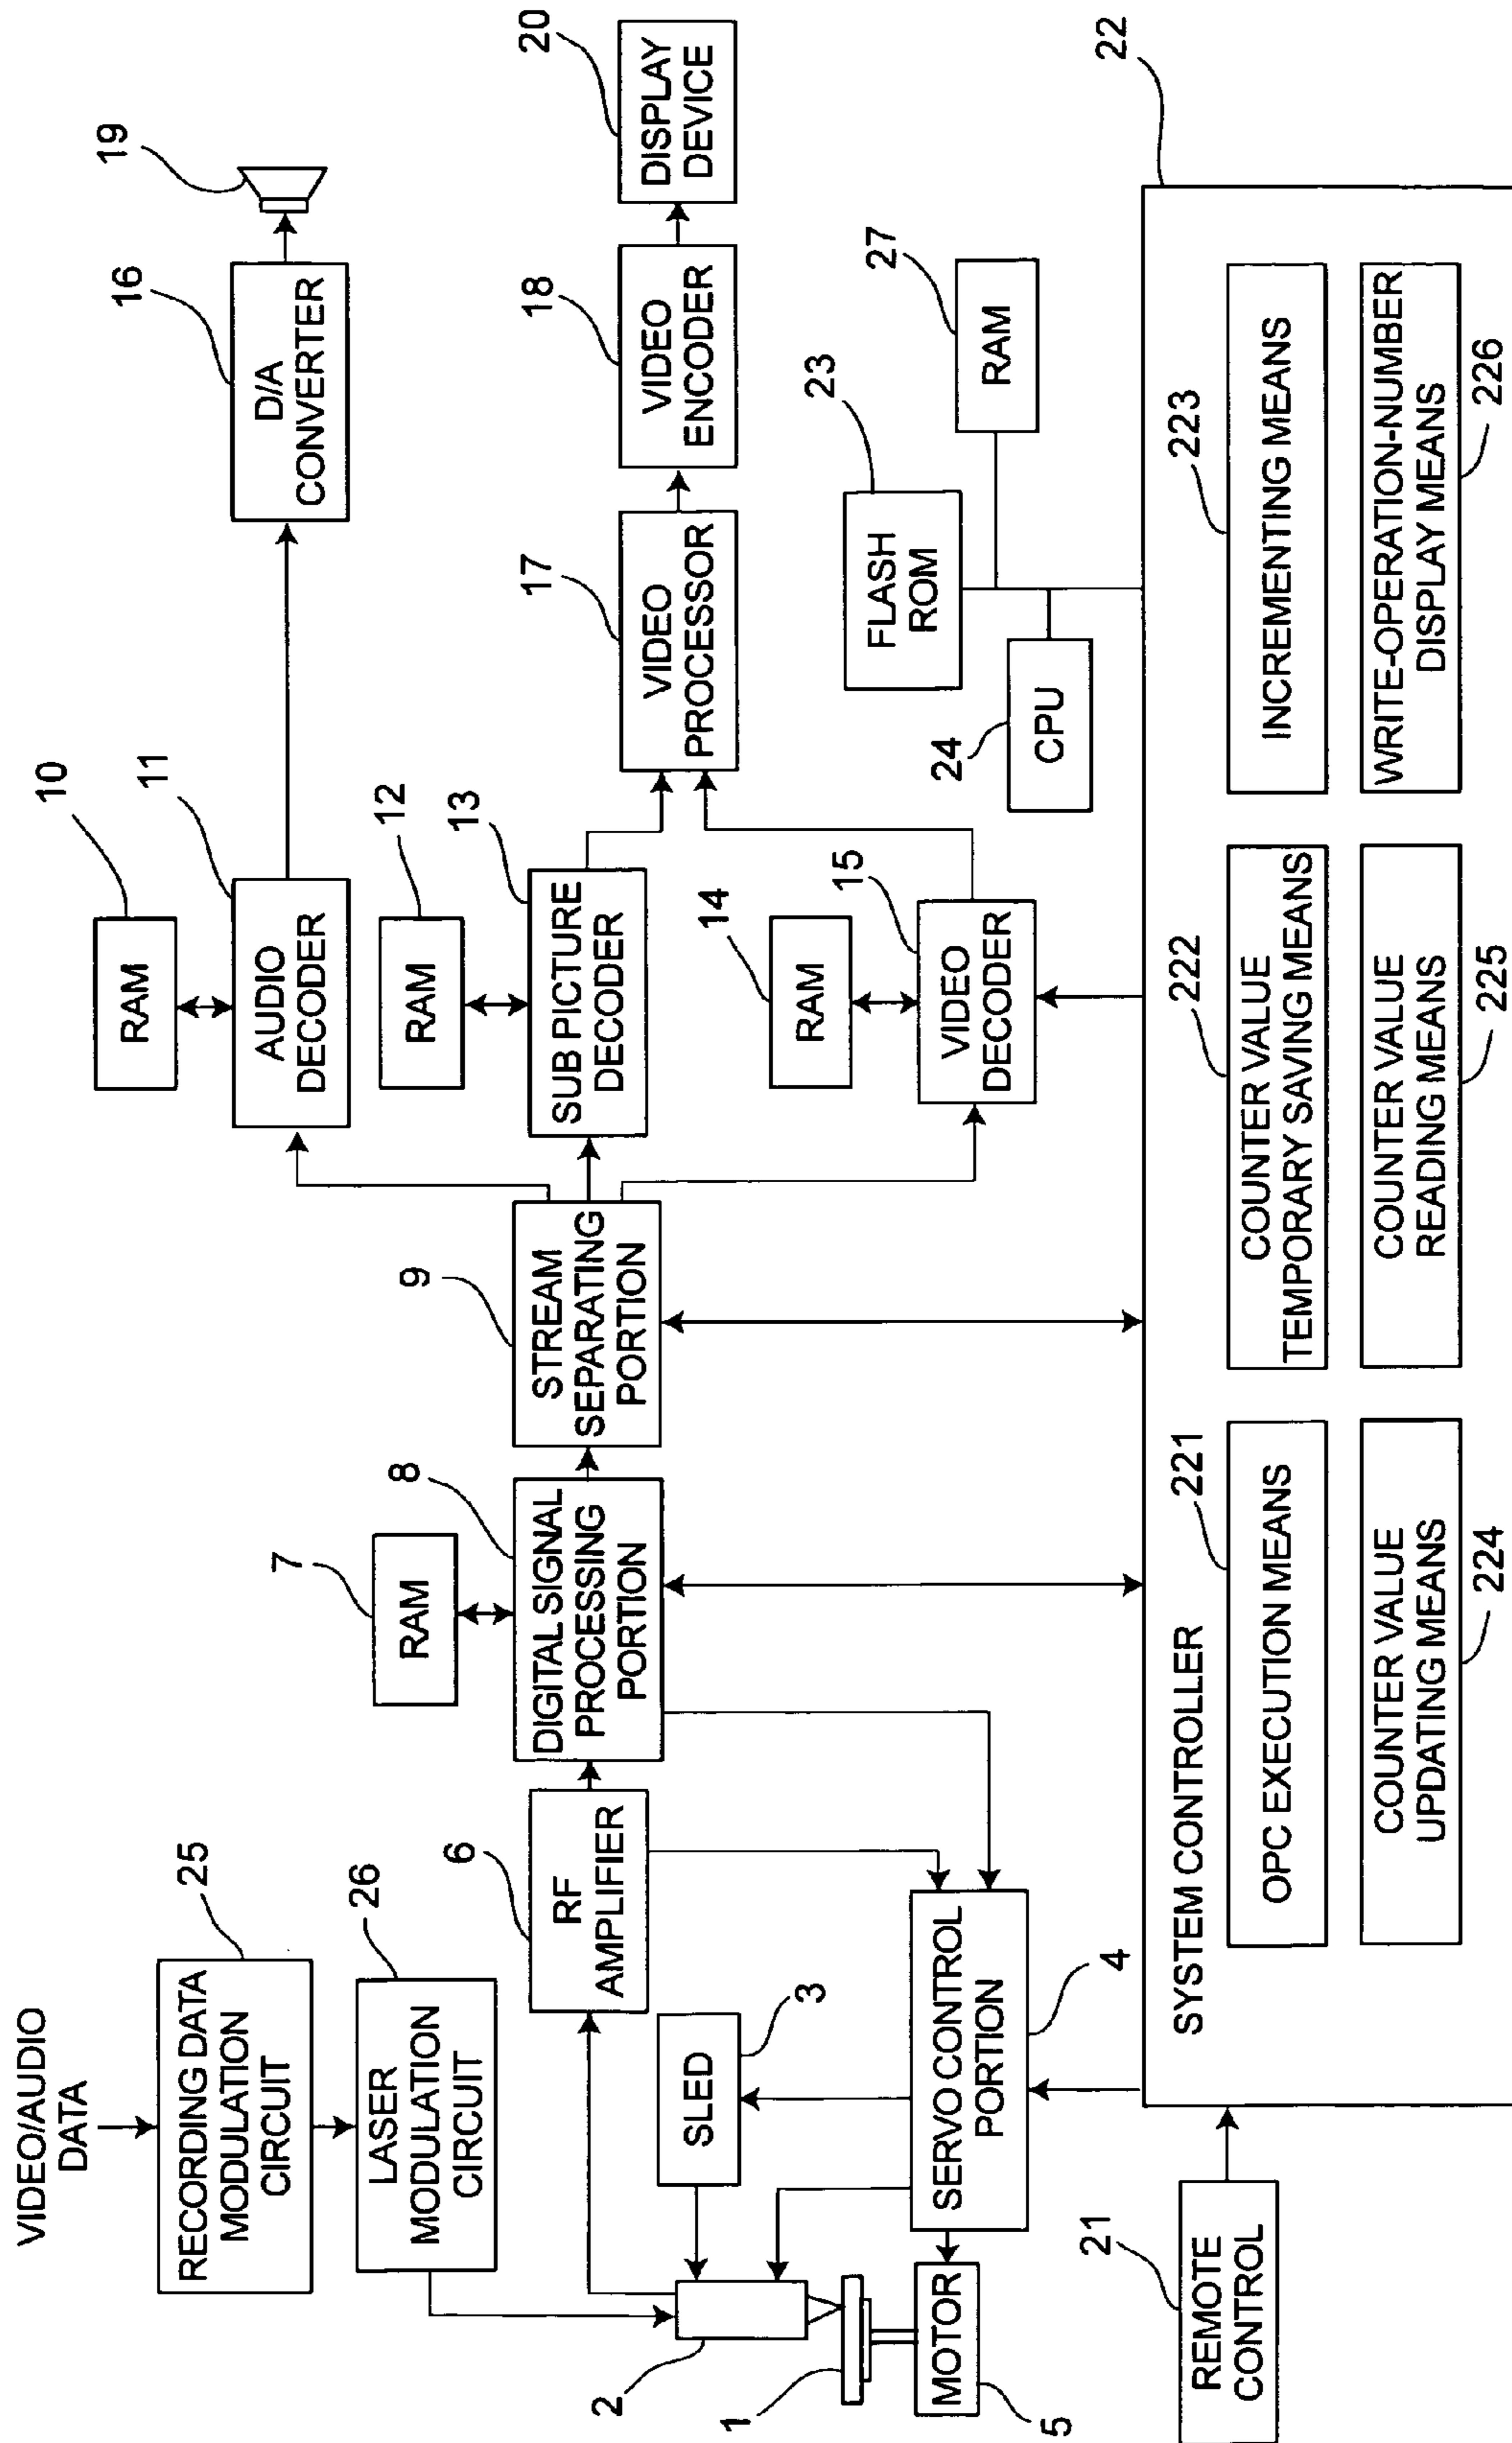 VIDEO/AUDIO
DATA
25
RECORDING DATA
MODULATION
CIRCUIT
26
LASER
MODULATION
CIRCUIT
2
1
MOTOR
5
3
SLED
SERVO CONTROL
PORTION
4
6
RF
AMPLIFIER
7
RAM
8
DIGITAL SIGNAL
PROCESSING
PORTION
9
STREAM
SEPARATING
PORTION
10
RAM
11
AUDIO
DECODER
12
RAM
13
SUB PICTURE
DECODER
14
RAM
15
VIDEO
DECODER
16
D/A
CONVERTER
19
17
VIDEO
PROCESSOR
18
VIDEO
ENCODER
20
DISPLAY
DEVICE
23
FLASH
ROM
27
RAM
24
CPU
21
REMOTE
CONTROL
22
SYSTEM CONTROLLER
221
OPC EXECUTION MEANS
222
COUNTER VALUE
TEMPORARY SAVING MEANS
223
INCREMENTING MEANS
COUNTER VALUE
UPDATING MEANS
224
COUNTER VALUE
READING MEANS
225
WRITE-OPERATION-NUMBER
DISPLAY MEANS
226